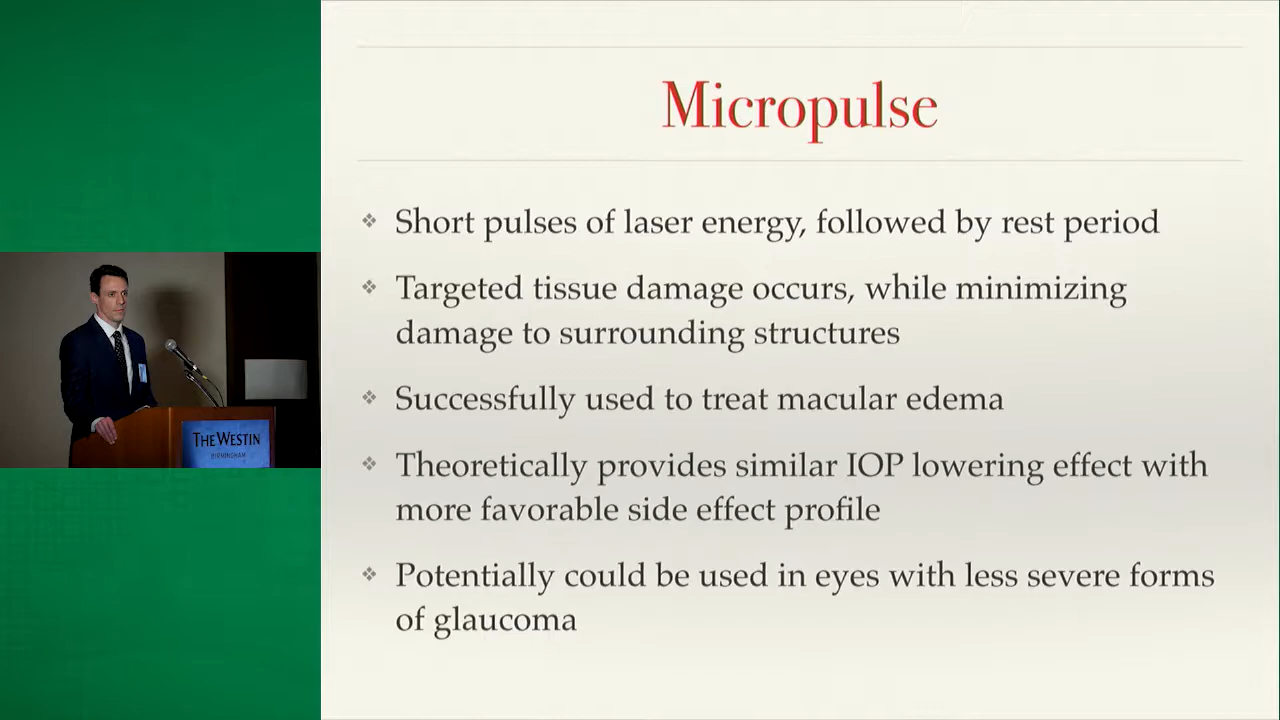 Micropulse
Short pulses of laser energy, followed by rest period
Targeted tissue damage occurs, while minimizing
damage to surrounding structures
Successfully used to treat macular edema
Theoretically provides similar IOP lowering effect with
more favorable side effect profile
Potentially could be used in eyes with less severe forms
of glaucoma
THE WESTIN
BIRMINGHAM